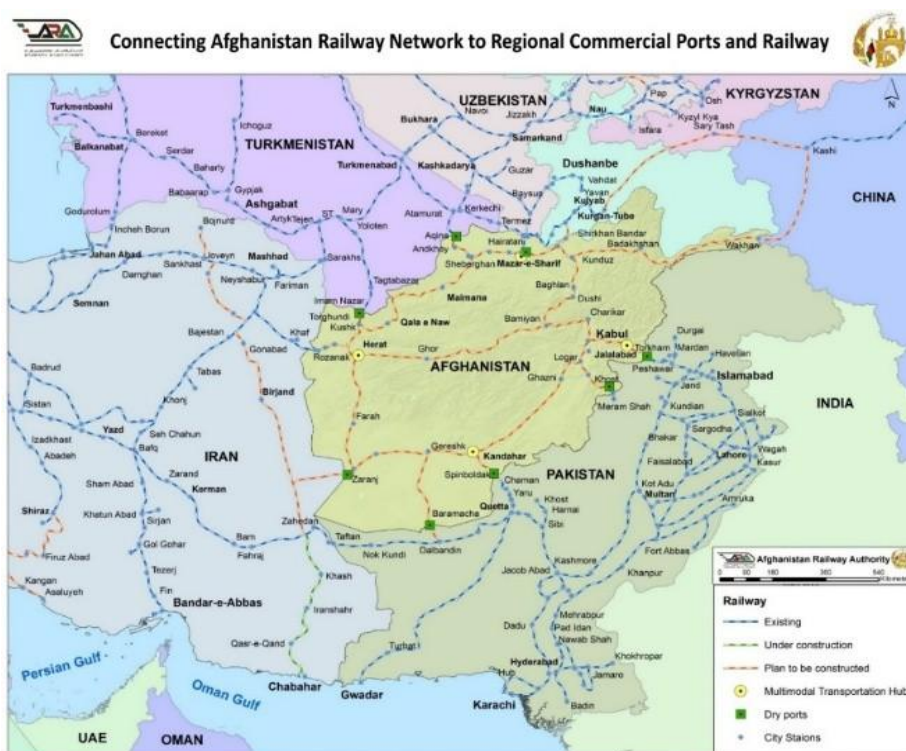 Connecting Afghanistan Railway Network to Regional Commercial Ports and Railway
ARA
UZBEKISTAN
KYRGYZSTAN
TURKMENISTAN
CHINA
AFGHANISTAN
IRAN
PAKISTAN
INDIA
UAE
OMAN
Persian Gulf
Oman Gulf
N
Turkmenbashi
Balkanabat
Bereket
Serdar
Baharly
Babaarap
Gypjak
Ashgabat
Ichoguz
Artyk'lejen
ST
Mary
Yoloten
Turkmenabad
Atamurat
Kerkechi
Tagtabazar
Sarakhs
Bukhara
Navoi
Jizzakh
Samarkand
Kashkadarya
Guzar
Baysun
Termez
Nau
Pap
Osh
Kyzyl Kya
Sary Tash
Isfara
Kashi
Dushanbe
Vahdat
Yavan
Kulyab
Kurgan-Tube
Shirkhan Bandar
Badakhshan
Wakhan
Kunduz
Aqina
Andkhoy
Hairatan
Sheberghan
Mazar-e-Sharif
Baghlan
Dushi
Charikar
Maimana
Bamiyan
Kabul
Imam Nazar
Torghundi
Kushk
Qala e Naw
Herat
Rozanak
Ghor
Logar
Jalalabad
Torkham
Ghazni
Khost
Meram Shah
Farah
Gereshk
Kandahar
Zaranj
Spinboldak
Baramacha
Godurolum
Incheh Borun
Bojnurd
Joveyn
Jahan Abad
Sankhast
Mashhad
Damghan
Neyshabur
Fariman
Semnan
Khaf
Bajestan
Gonabad
Badrud
Tabas
Birjand
Sistan
Khonj
Yazd
Seh Chahun
Izadkhast
Bafq
Abadeh
Zarand
Sham Abad
Kerman
Shiraz
Khatun Abad
Sirjan
Bam
Zahedan
Firuz Abad
Gol Gohar
Fahraj
Kangan
Tezerj
Khash
Asaluyeh
Fin
Bandar-e-Abbas
Iranshahr
Qasr-e-Qand
Chabahar
Durgai
Mardan
Peshawar
Havelian
Islamabad
Jand
Kundian
Sialkot
Sargodha
Bhakar
Lahore
Wagah
Faisalabad
Kasur
Kot Adu
Multan
Amruka
Chaman
Yaru
Quetta
Khost
Harnai
Sibi
Taftan
Nok Kundi
Dalbandin
Fort Abbas
Kashmore
Khanpur
Jacob Abad
Mehrabpur
Dadu
Pad Idan
Nawab Shah
Turbat
Hyderabad
Khokhropar
Hub
Jamaro
Gwadar
Karachi
Badin
ARA Afghanistan Railway Authority
Railway
Existing
Under construction
Plan to be constructed
Multimodal Transportation Hub
Dry ports
City Staions